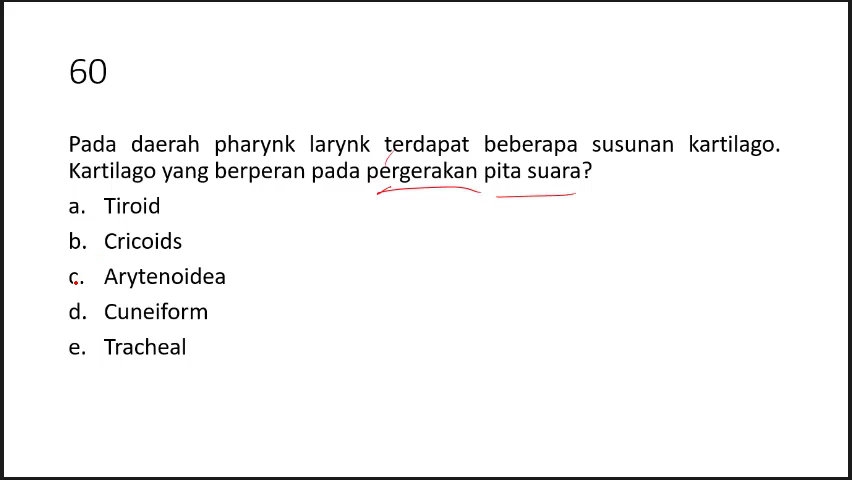 60
Pada daerah pharynk larynk terdapat beberapa susunan kartilago.
Kartilago yang berperan pada pergerakan pita suara?
a. Tiroid
b. Cricoids
c. Arytenoidea
d. Cuneiform
e. Tracheal